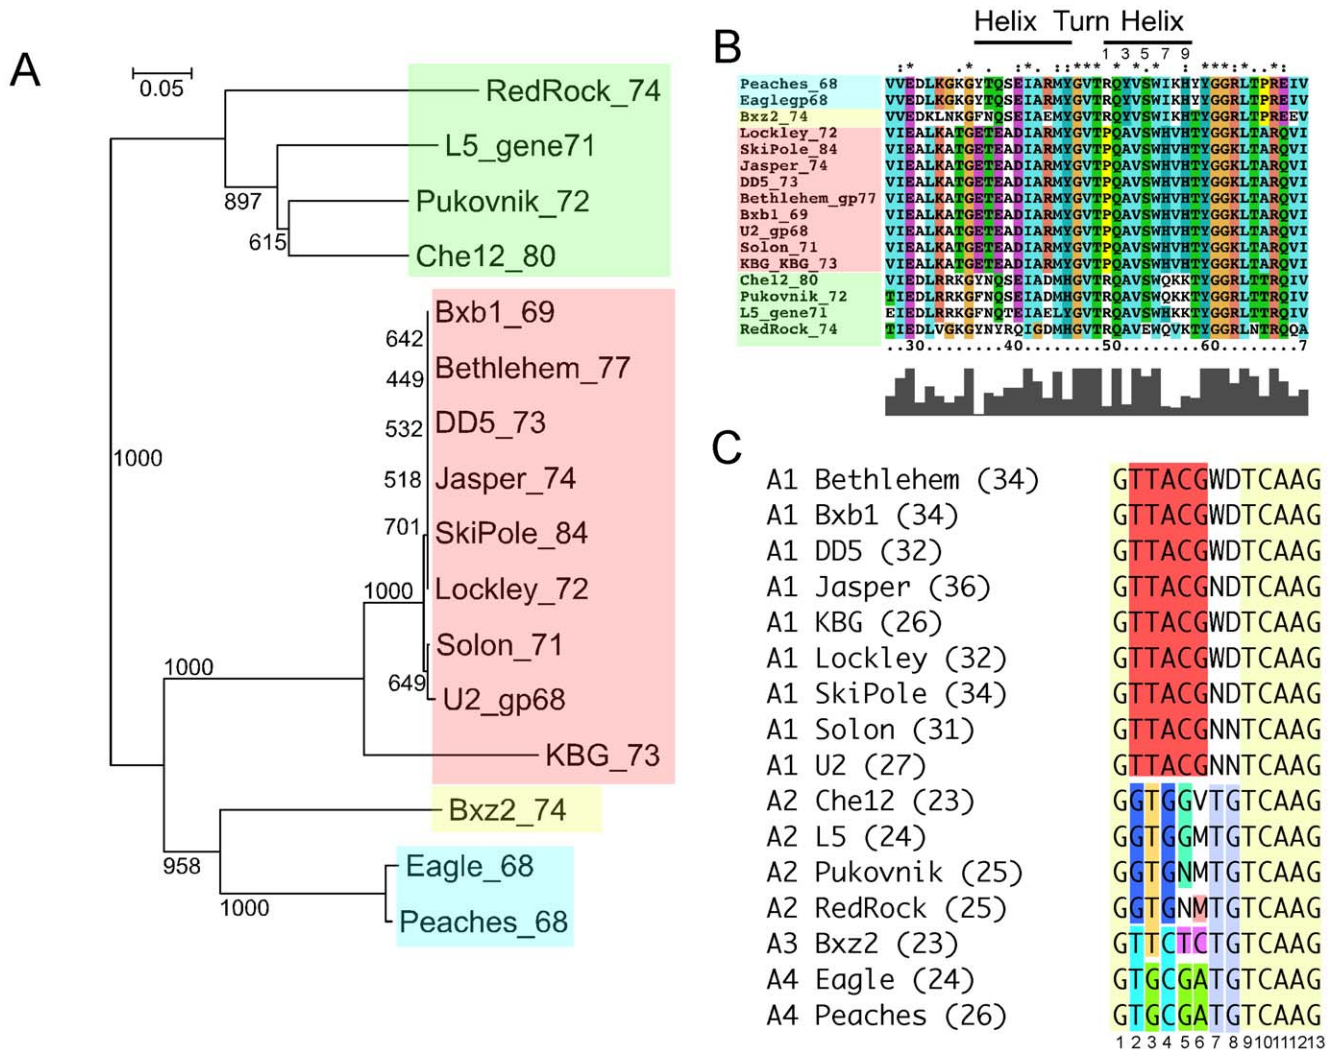 A
0.05
RedRock_74
L5_gene71
897
Pukovnik_72
615
Che12_80
Bxb1_69
642
Bethlehem_77
449
DD5_73
532
1000
Jasper_74
518
SkiPole_84
701
Lockley_72
1000
Solon_71
1000
649
U2_gp68
KBG_73
Bxz2_74
958
Eagle_68
1000
Peaches_68
B
Helix Turn Helix
1 3 5 7 9
Peaches_68 VVEDLKGKGYTQSEIARMYGVTRQYVSWIKHYYGGRLTPREIV
Eaglegp68 VVEDLKGKGYTQSEIARMYGVTRQYVSWIKHYYGGRLTPREIV
Bxz2_74 VVEDKLNKGFNQSEIAEMYGVTRQYVSWIKHTYGGRLTPREEV
Lockley_72 VIEALKATGETEADIARMYGVTPQAVSWHVHTYGGKLTARQVI
SkiPole_84 VIEALKATGETEADIARMYGVTPQAVSWHVHTYGGKLTARQVI
Jasper_74 VIEALKATGETEADIARMYGVTPQAVSWHVHTYGGKLTARQVI
DD5_73 VIEALKATGETEADIARMYGVTPQAVSWHVHTYGGKLTARQVI
Bethlehem_gp77 VIEALKATGETEADIARMYGVTPQAVSWHVHTYGGKLTARQVI
Bxb1_69 VIEALKATGETEADIARMYGVTPQAVSWHVHTYGGKLTARQVI
U2_gp68 VIEALKATGETEADIARMYGVTPQAVSWHVHTYGGKLTARQVI
Solon_71 VIEALKATGETEADIARMYGVTPQAVSWHVHTYGGKLTARQVI
KBG_KBG_73 VIEALKATGETEADIARMYGVTPQAVSWHVHTYGGKLTARQVI
Che12_80 VIEDLRRKGYNQSEIADMHGVTRQAVSWQKKTYGGRLTTRQIV
Pukovnik_72 TIEDLRRKGFNQSEIADMHGVTRQAVSWQKKTYGGRLTTRQIV
L5_gene71 EIEDLRRKGFNQTEIAELYGVTRQAVSWHKKTYGGRLTTRQIV
RedRock_74 TIEDLVGKGYNYRQIGDMHGVTRQAVEWQVKTYGGRLNTRQQA
..30.......40........50........60........7
C
A1 Bethlehem (34) GTTACGWDTCAAG
A1 Bxb1 (34) GTTACGWDTCAAG
A1 DD5 (32) GTTACGWDTCAAG
A1 Jasper (36) GTTACGNDTCAAG
A1 KBG (26) GTTACGWDTCAAG
A1 Lockley (32) GTTACGWDTCAAG
A1 SkiPole (34) GTTACGNDTCAAG
A1 Solon (31) GTTACGNNTCAAG
A1 U2 (27) GTTACGNNTCAAG
A2 Che12 (23) GGTGGVTGTCAAG
A2 L5 (24) GGTGGMTGTCAAG
A2 Pukovnik (25) GGTGNMTGTCAAG
A2 RedRock (25) GGTGNMTGTCAAG
A3 Bxz2 (23) GTTCTCTGTCAAG
A4 Eagle (24) GTGCGATGTCAAG
A4 Peaches (26) GTGCGATGTCAAG
1 2 3 4 5 6 7 8 910111213